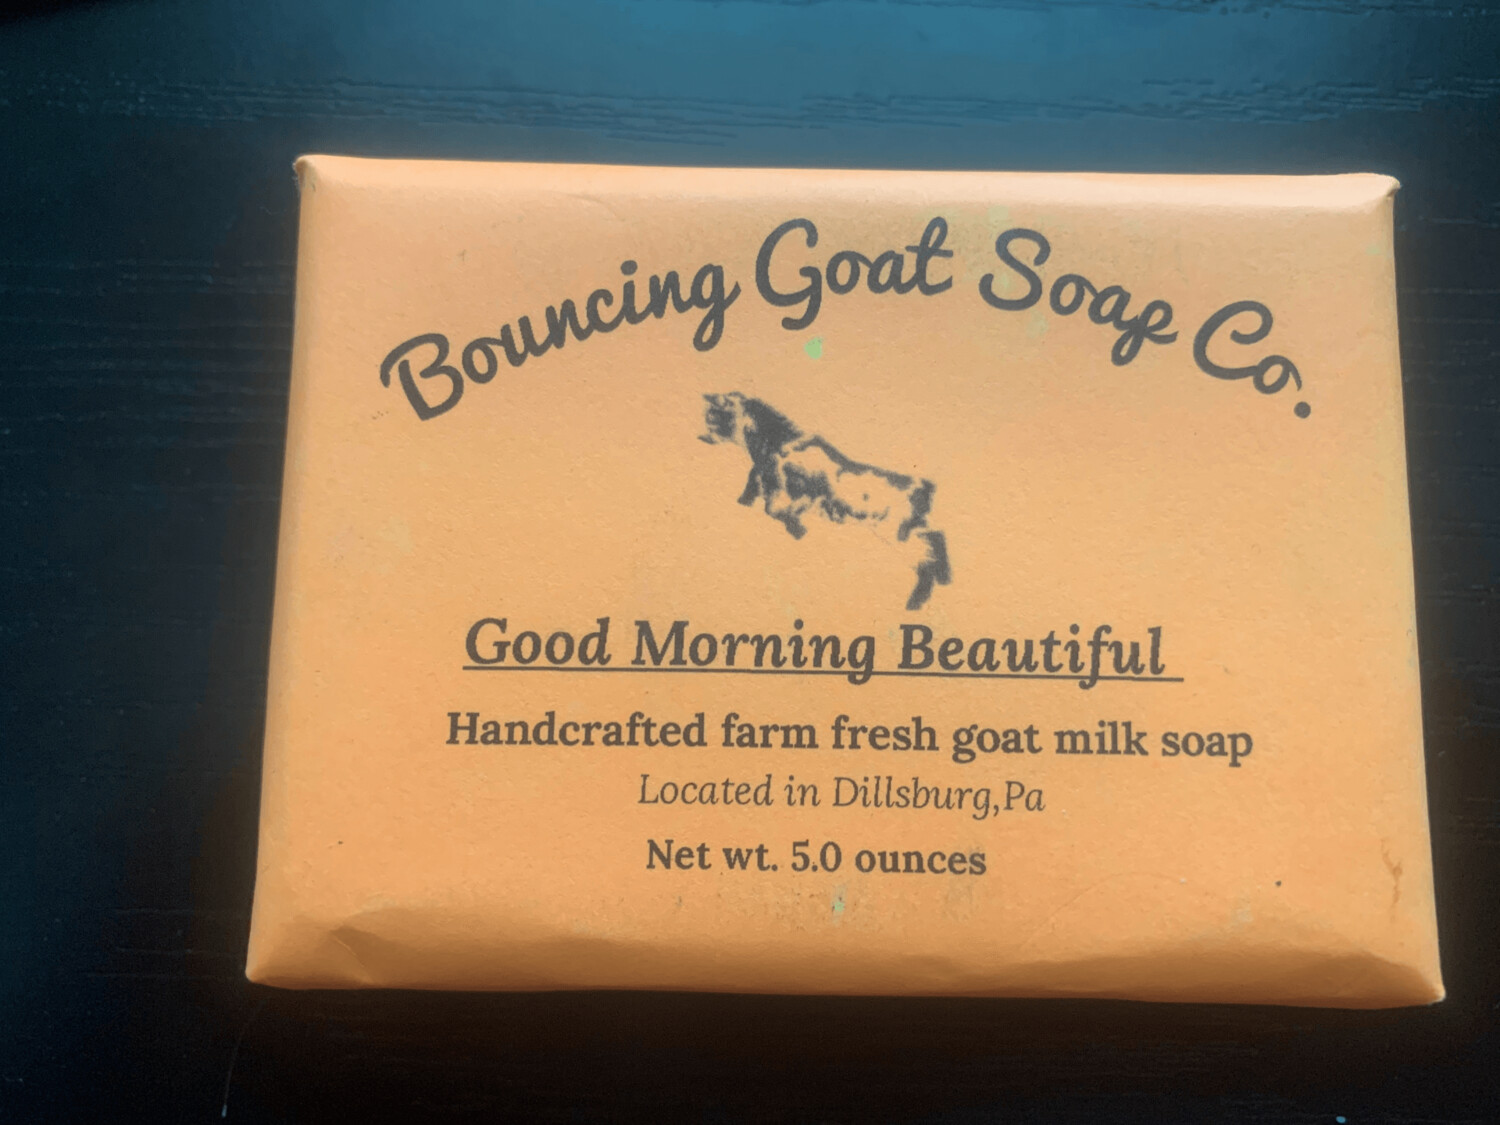 Bouncing Goat Soap Co.
Good Morning Beautiful
Handcrafted farm fresh goat milk soap
Located in Dillsburg,Pa
Net wt. 5.0 ounces